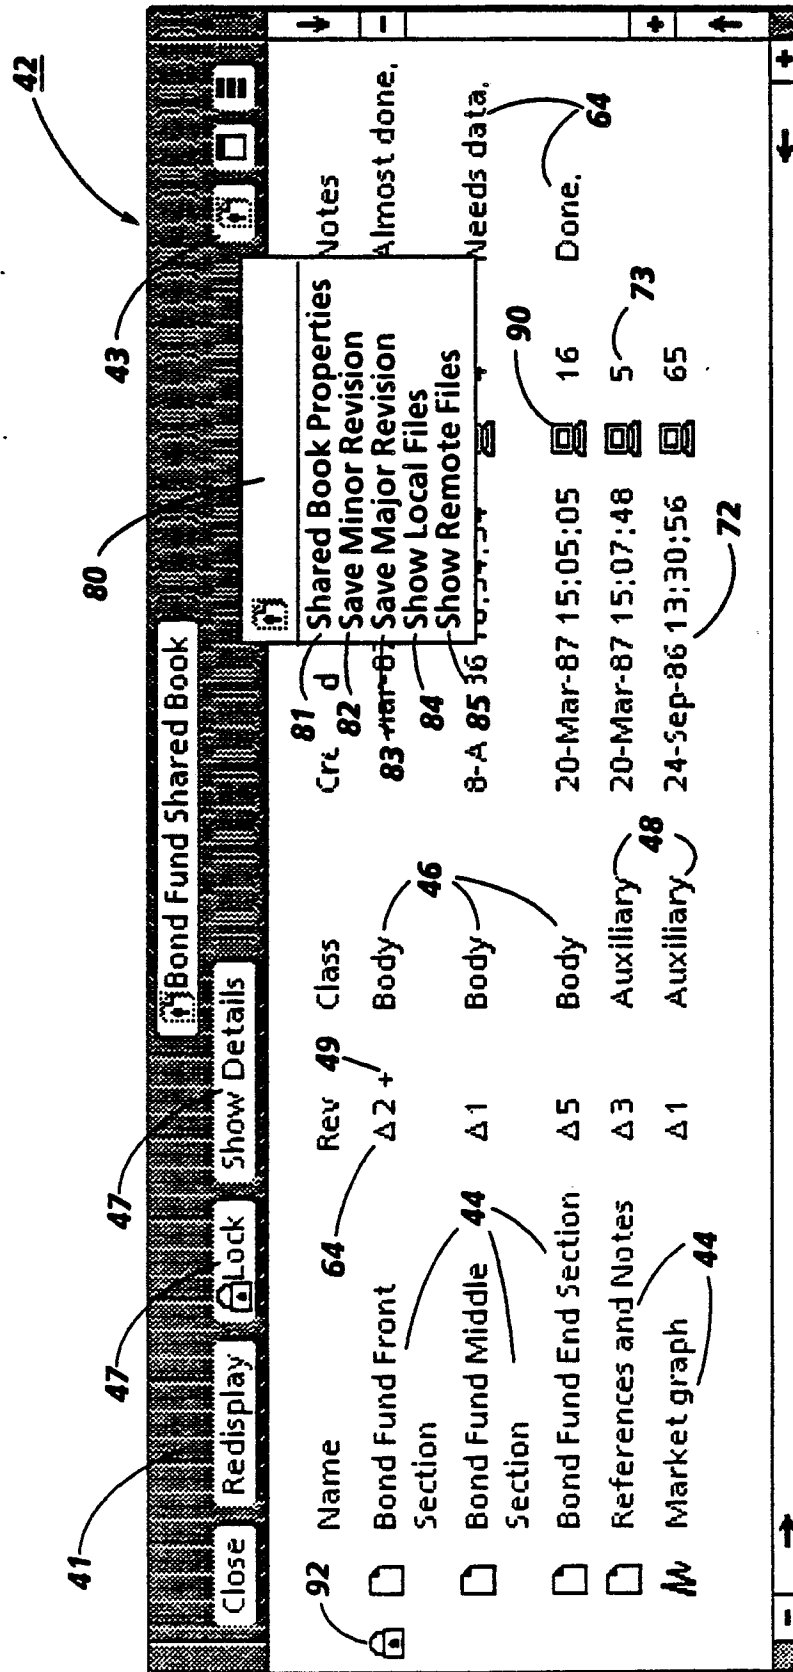 42
41 47 47 80 43
Bond Fund Shared Book
Close Redisplay Lock Show Details
Shared Book Properties
Save Minor Revision
Save Major Revision
Show Local Files
Show Remote Files
81
82
83
84
85
Name Rev Class Notes
92 64 49
Bond Fund Front Section Δ2 + Body Almost done.
44 46
Bond Fund Middle Section Δ1 Body 8-A Needs data.
64
Bond Fund End Section Δ5 Body 20-Mar-87 15:05:05 16 Done.
90
References and Notes Δ3 Auxiliary 20-Mar-87 15:07:48 5 73
48
Market graph Δ1 Auxiliary 24-Sep-86 13:30:56 65
44 72